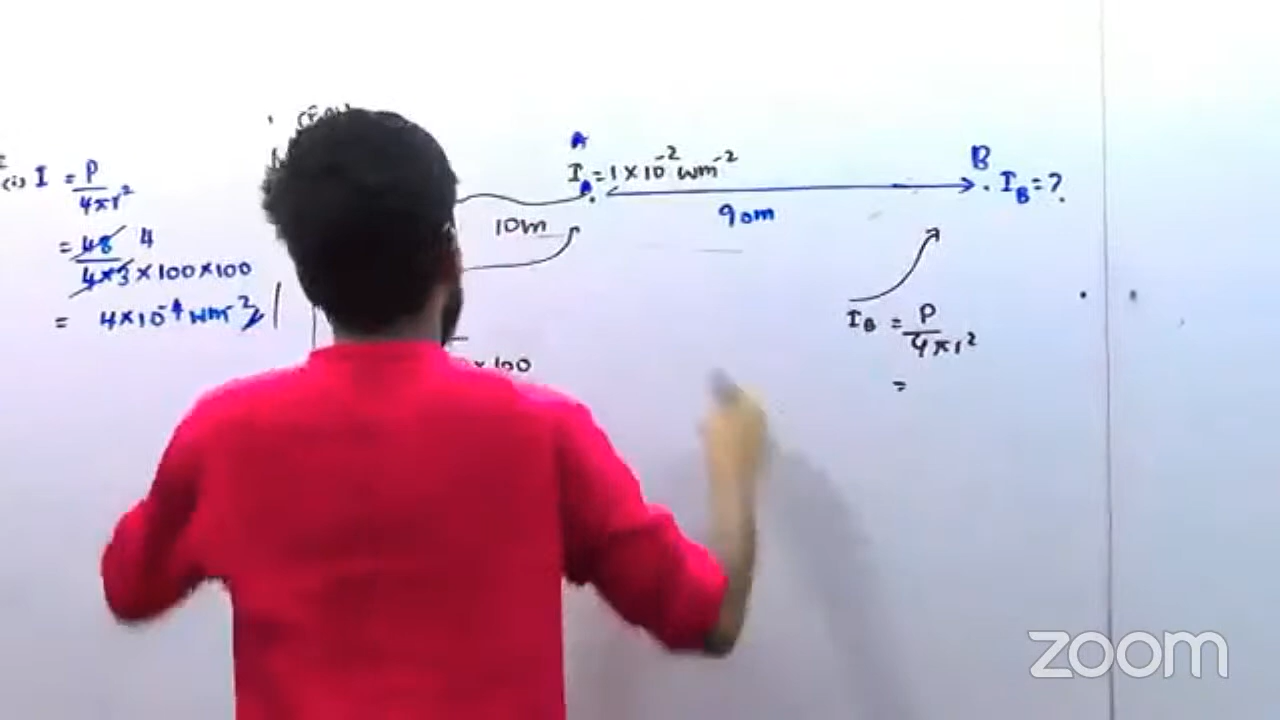 (i) I = P / 4πr²
= 48 4 / 4×3 × 100 × 100
= 4×10⁻⁴ wm⁻²
A
I = 1×10⁻² wm⁻²
10m
90m
B
. I_B = ?
×100
I_B = P / 4πr²
=
zoom